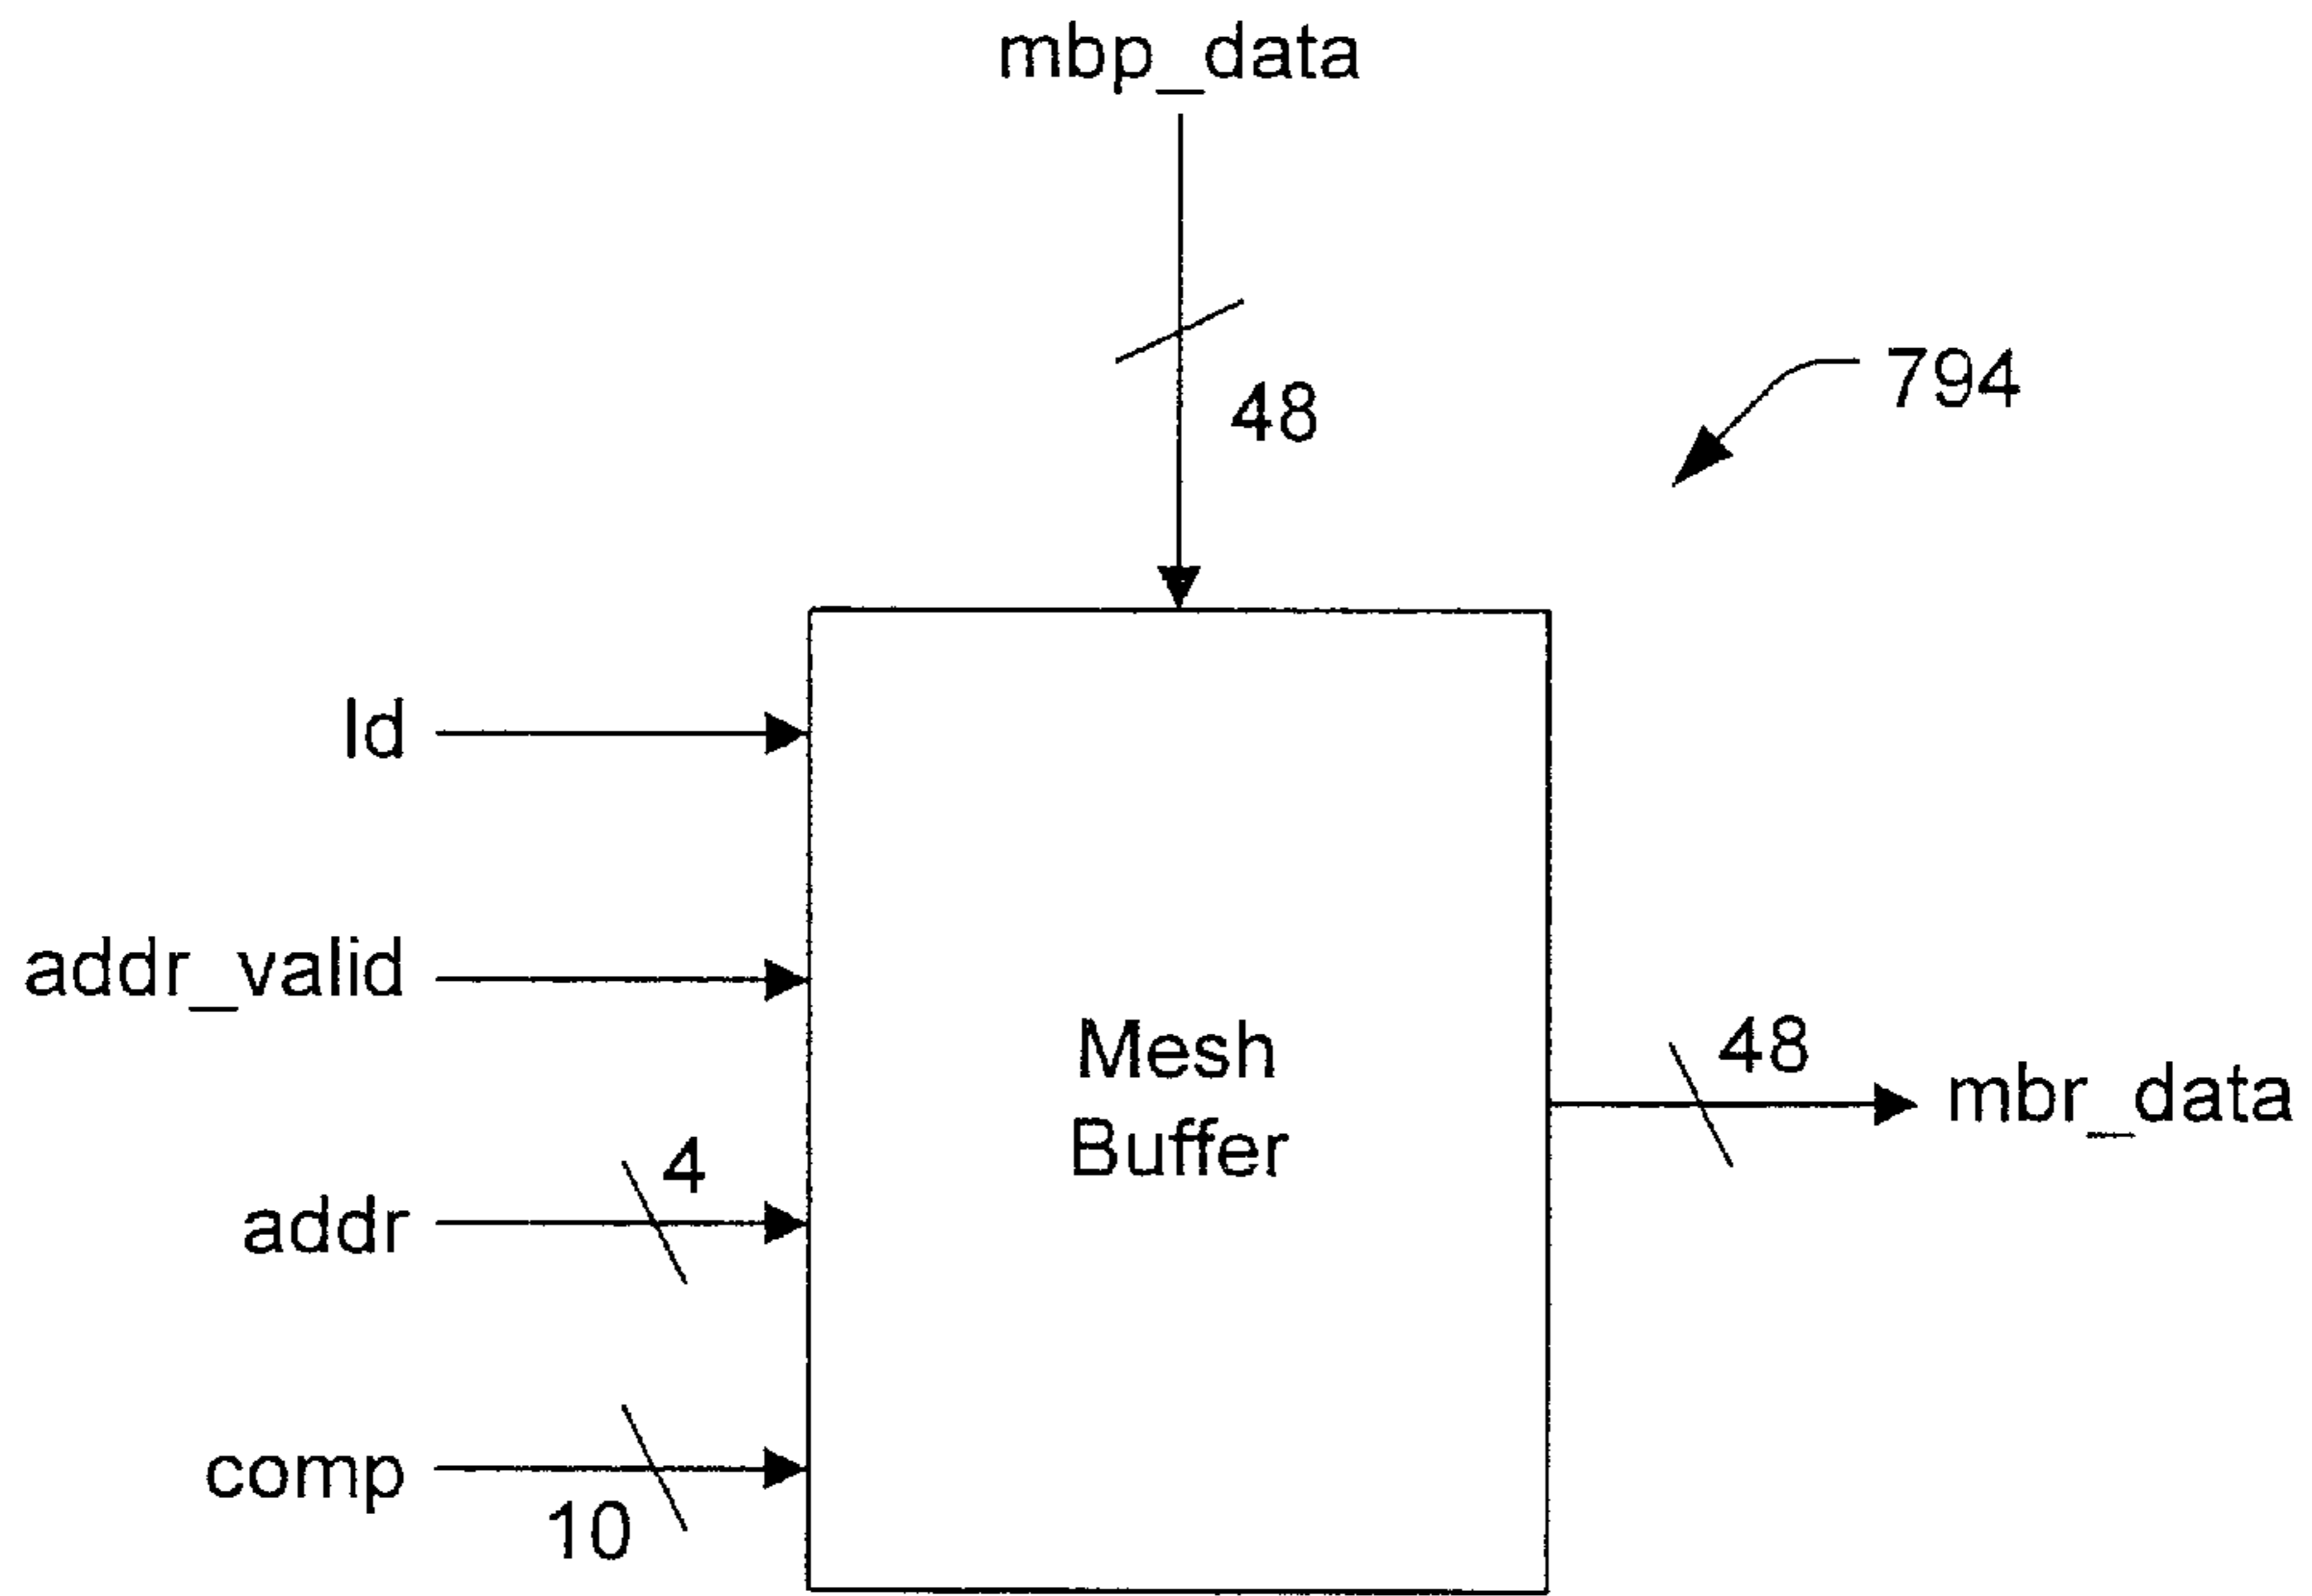 mbp_data
48
794
ld
addr_valid
Mesh
Buffer
48
mbr_data
4
addr
comp
10